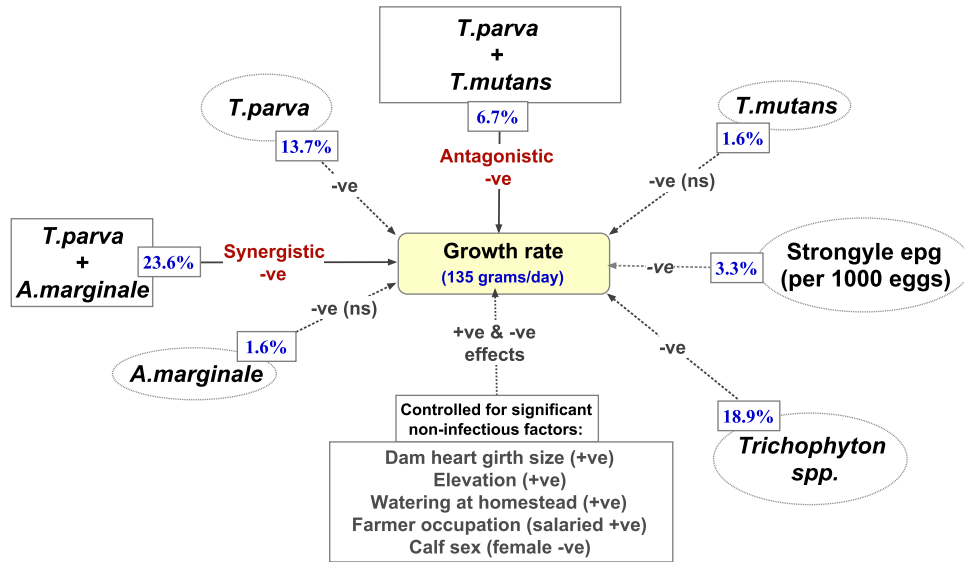 T.parva
+
T.mutans
6.7%
Antagonistic
-ve
T.parva
13.7%
-ve
T.mutans
1.6%
-ve (ns)
T.parva
+
A.marginale
23.6%
Synergistic
-ve
Growth rate
(135 grams/day)
-ve
3.3%
Strongyle epg
(per 1000 eggs)
-ve (ns)
1.6%
A.marginale
+ve & -ve
effects
-ve
18.9%
Trichophyton
spp.
Controlled for significant
non-infectious factors:
Dam heart girth size (+ve)
Elevation (+ve)
Watering at homestead (+ve)
Farmer occupation (salaried +ve)
Calf sex (female -ve)